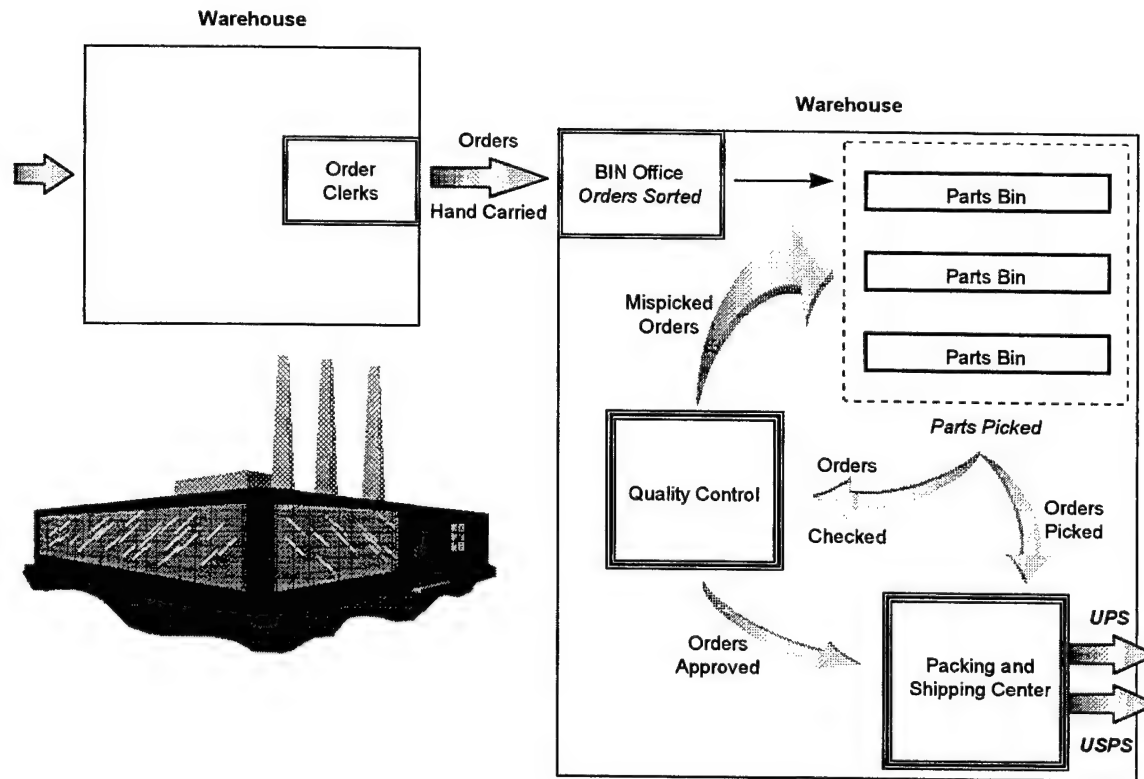 Warehouse
Order
Clerks
Orders
Hand Carried
Warehouse
BIN Office
Orders Sorted
Parts Bin
Parts Bin
Parts Bin
Mispicked
Orders
Parts Picked
Quality Control
Orders
Checked
Orders
Picked
Orders
Approved
Packing and
Shipping Center
UPS
USPS